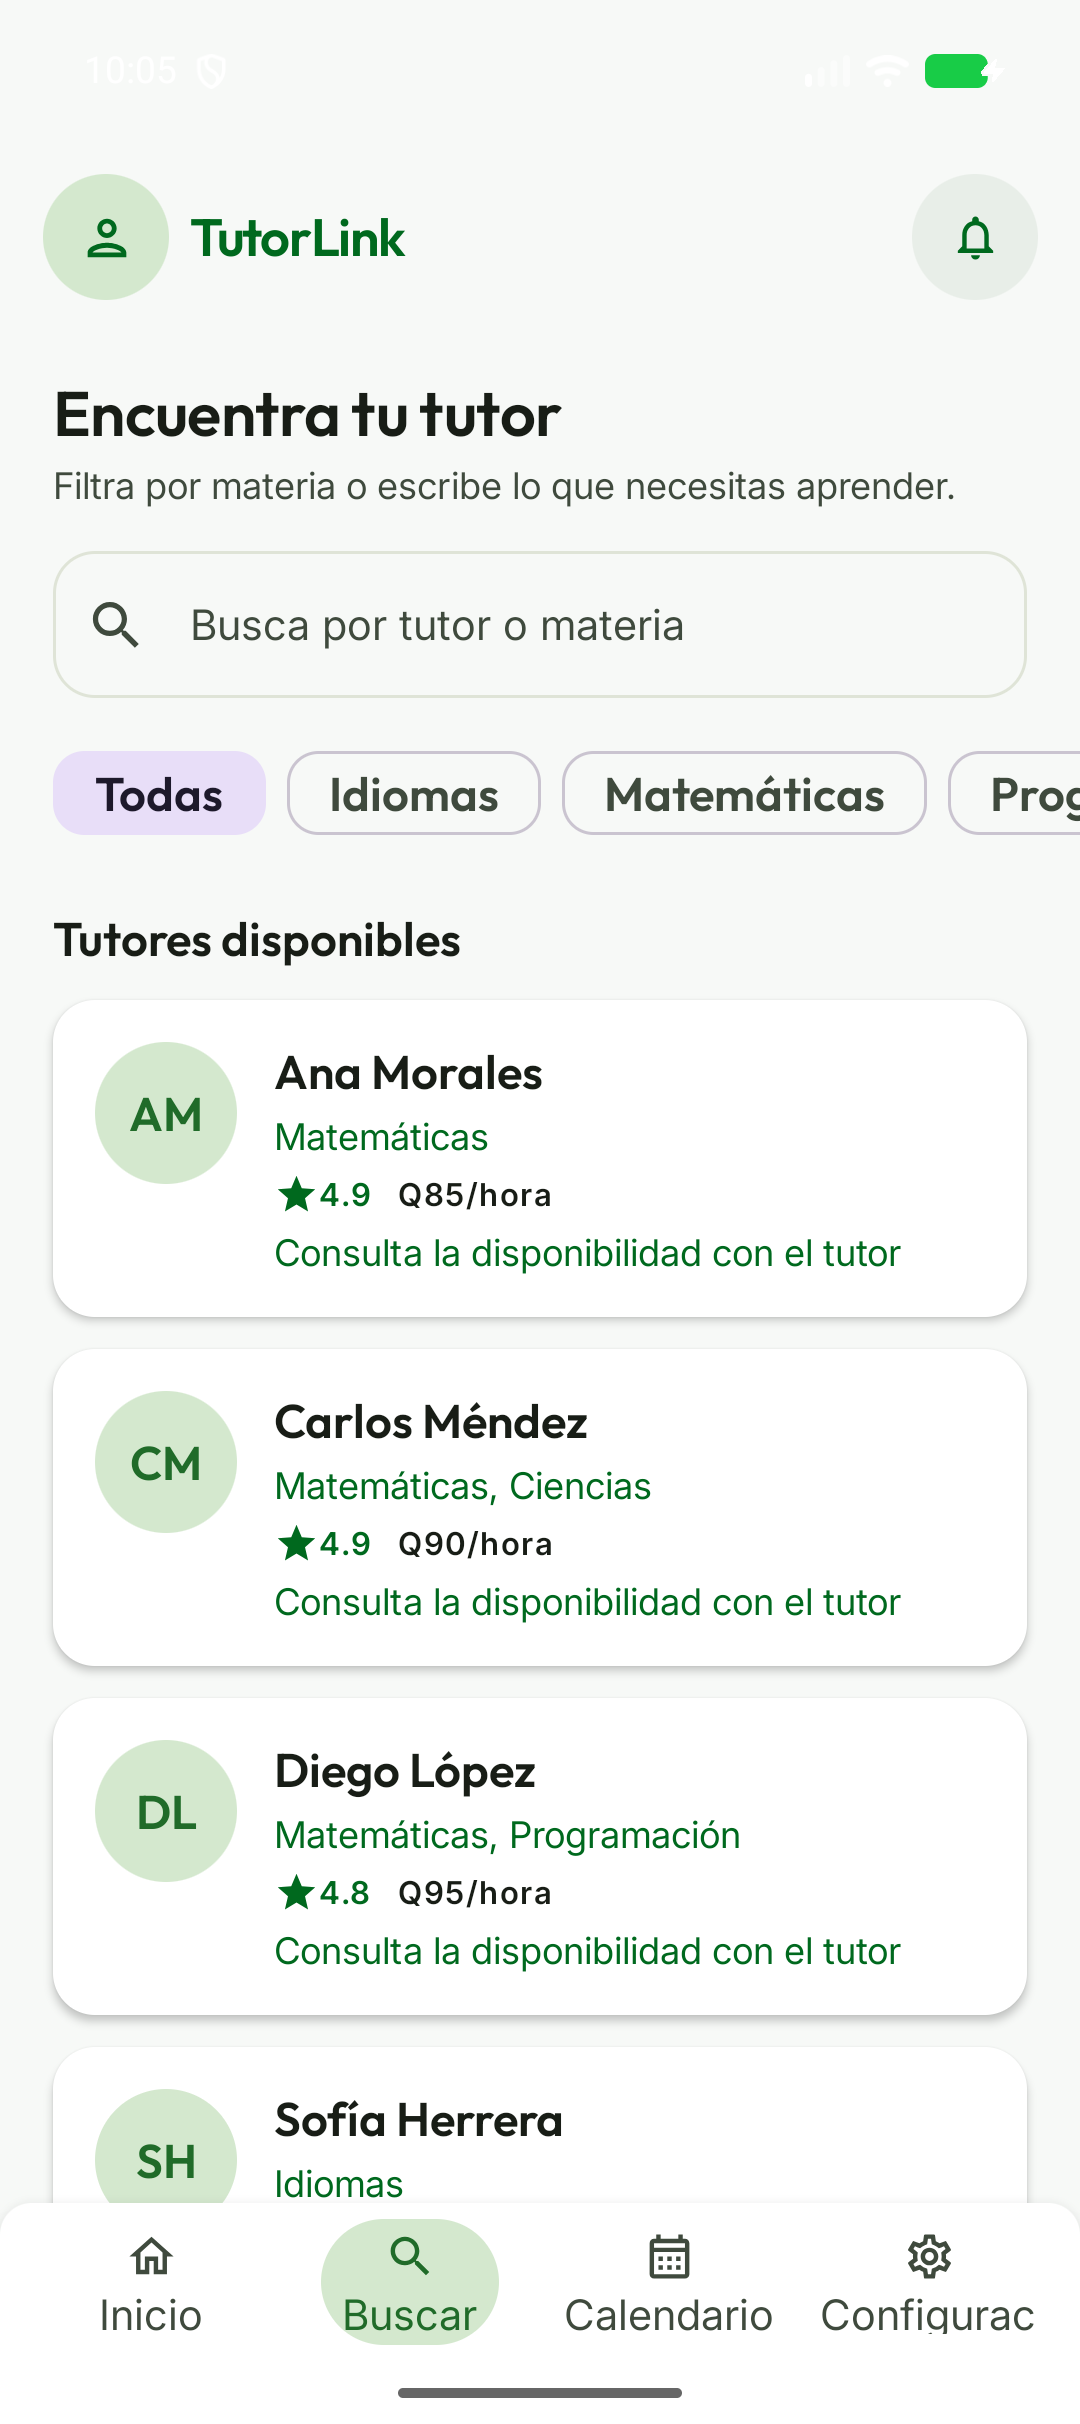 10:05
TutorLink
Encuentra tu tutor
Filtra por materia o escribe lo que necesitas aprender.
Busca por tutor o materia
Todas Idiomas Matemáticas Prog
Tutores disponibles
AM
Ana Morales
Matemáticas
4.9 Q85/hora
Consulta la disponibilidad con el tutor
CM
Carlos Méndez
Matemáticas, Ciencias
4.9 Q90/hora
Consulta la disponibilidad con el tutor
DL
Diego López
Matemáticas, Programación
4.8 Q95/hora
Consulta la disponibilidad con el tutor
SH
Sofía Herrera
Idiomas
Inicio Buscar Calendario Configurac